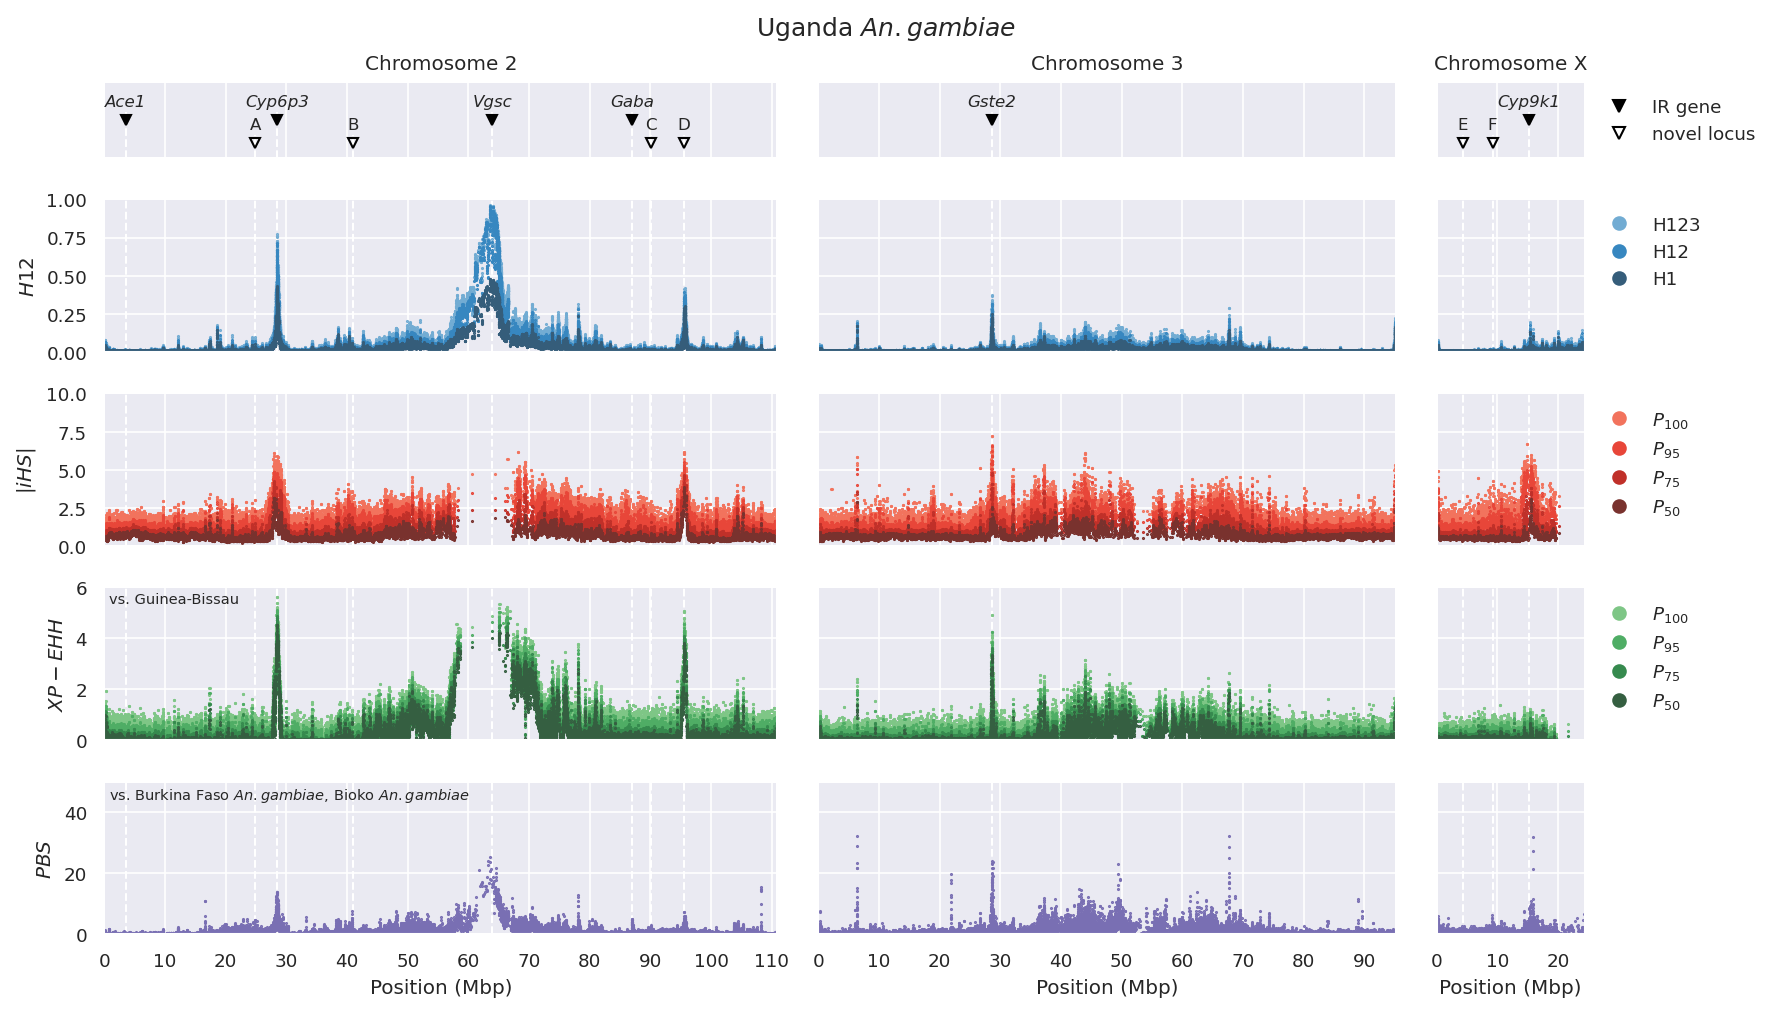 Uganda An. gambiae
Chromosome 2 Chromosome 3 Chromosome X
Ace1 Cyp6p3 Vgsc Gaba Gste2 Cyp9k1
A B C D E F
IR gene
novel locus
H12
1.00
0.75
0.50
0.25
0.00
H123
H12
H1
|iHS|
10.0
7.5
5.0
2.5
0.0
P100
P95
P75
P50
XP − EHH
6
4
2
0
vs. Guinea-Bissau
P100
P95
P75
P50
PBS
40
20
0
vs. Burkina Faso An. gambiae, Bioko An. gambiae
0 10 20 30 40 50 60 70 80 90 100 110 0 10 20 30 40 50 60 70 80 90 0 10 20
Position (Mbp) Position (Mbp) Position (Mbp)